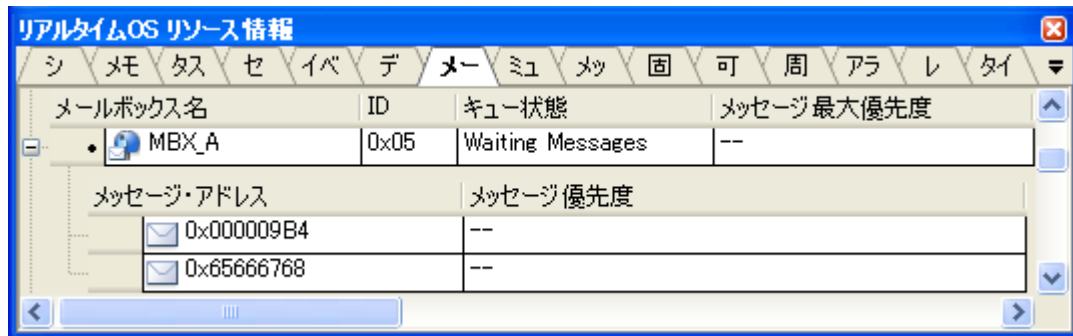 リアルタイムOS リソース情報
シ メモ タス セ イベ デ メー ミュ メッ 固 可 周 アラ レ タイ
メールボックス名 ID キュー状態 メッセージ最大優先度
MBX_A 0x05 Waiting Messages --
メッセージ・アドレス メッセージ優先度
0x000009B4 --
0x65666768 --